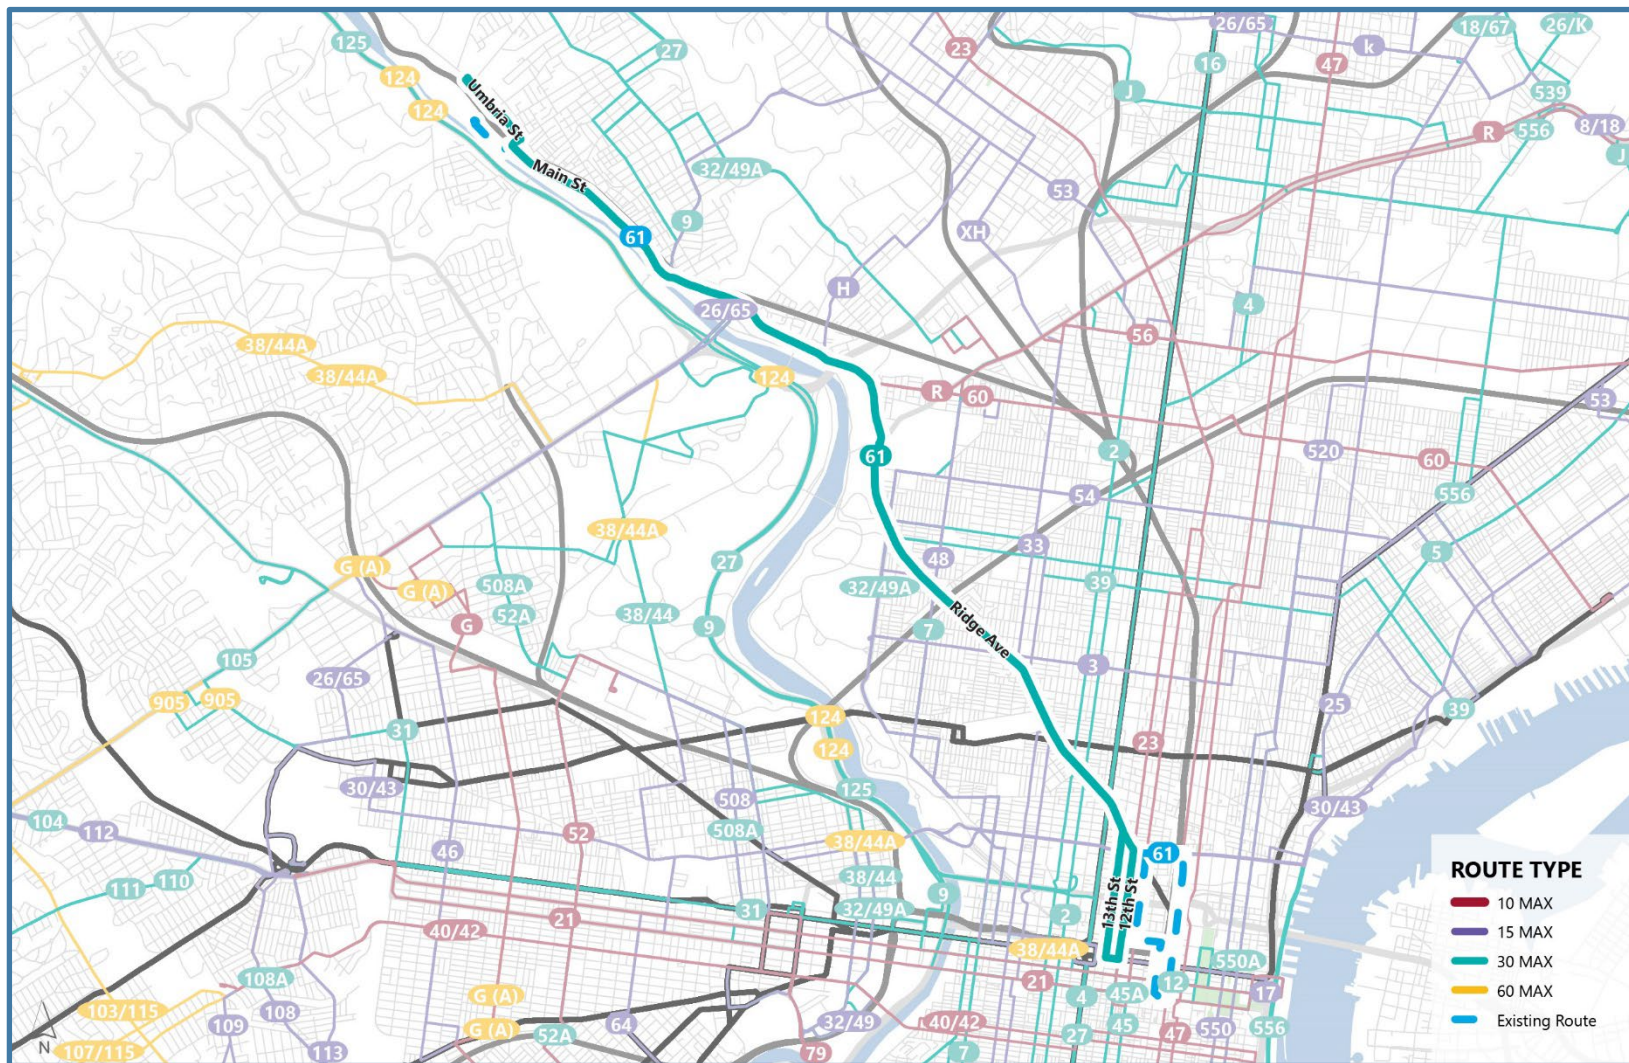 125
27
23
26/65
16
k
47
18/67
26/K
124
124
J
539
R
556
8/18
J
Umbria St
Main St
32/49A
53
9
61
XH
H
26/65
4
38/44A
56
38/44A
124
R
60
53
61
2
520
60
556
54
38/44A
33
5
G (A)
27
48
G (A)
508A
39
32/49A
52A
38/44
Ridge Ave
G
9
7
105
3
26/65
905
905
25
39
124
31
23
124
30/43
125
508
30/43
104
112
52
508A
38/44A
61
46
38/44
111
110
9
13th St
12th St
31
32/49A
2
21
40/42
38/44A
550A
108A
21
12
G (A)
45A
17
4
103/115
108
109
G (A)
64
32/49
40/42
45
47
550
556
52A
27
107/115
113
79
7
N
ROUTE TYPE
10 MAX
15 MAX
30 MAX
60 MAX
Existing Route